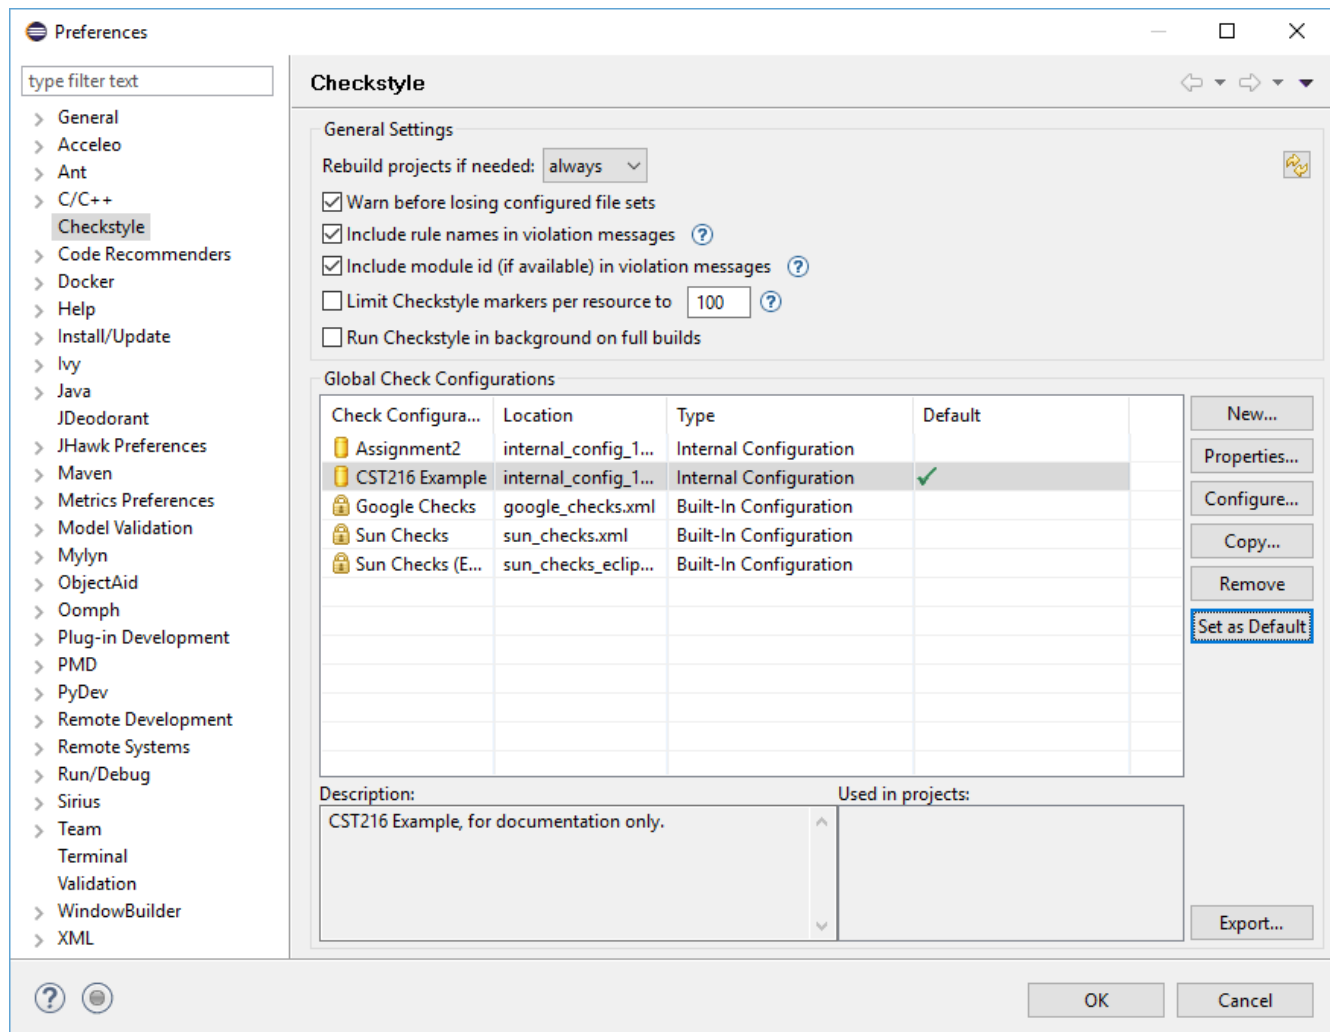 Preferences
type filter text
General
Acceleo
Ant
C/C++
Checkstyle
Code Recommenders
Docker
Help
Install/Update
Ivy
Java
JDeodorant
JHawk Preferences
Maven
Metrics Preferences
Model Validation
Mylyn
ObjectAid
Oomph
Plug-in Development
PMD
PyDev
Remote Development
Remote Systems
Run/Debug
Sirius
Team
Terminal
Validation
WindowBuilder
XML
Checkstyle
General Settings
Rebuild projects if needed: always
Warn before losing configured file sets
Include rule names in violation messages
Include module id (if available) in violation messages
Limit Checkstyle markers per resource to 100
Run Checkstyle in background on full builds
Global Check Configurations
Check Configura... Location Type Default
Assignment2 internal_config_1... Internal Configuration
CST216 Example internal_config_1... Internal Configuration
Google Checks google_checks.xml Built-In Configuration
Sun Checks sun_checks.xml Built-In Configuration
Sun Checks (E... sun_checks_eclip... Built-In Configuration
New...
Properties...
Configure...
Copy...
Remove
Set as Default
Description: Used in projects:
CST216 Example, for documentation only.
Export...
OK Cancel